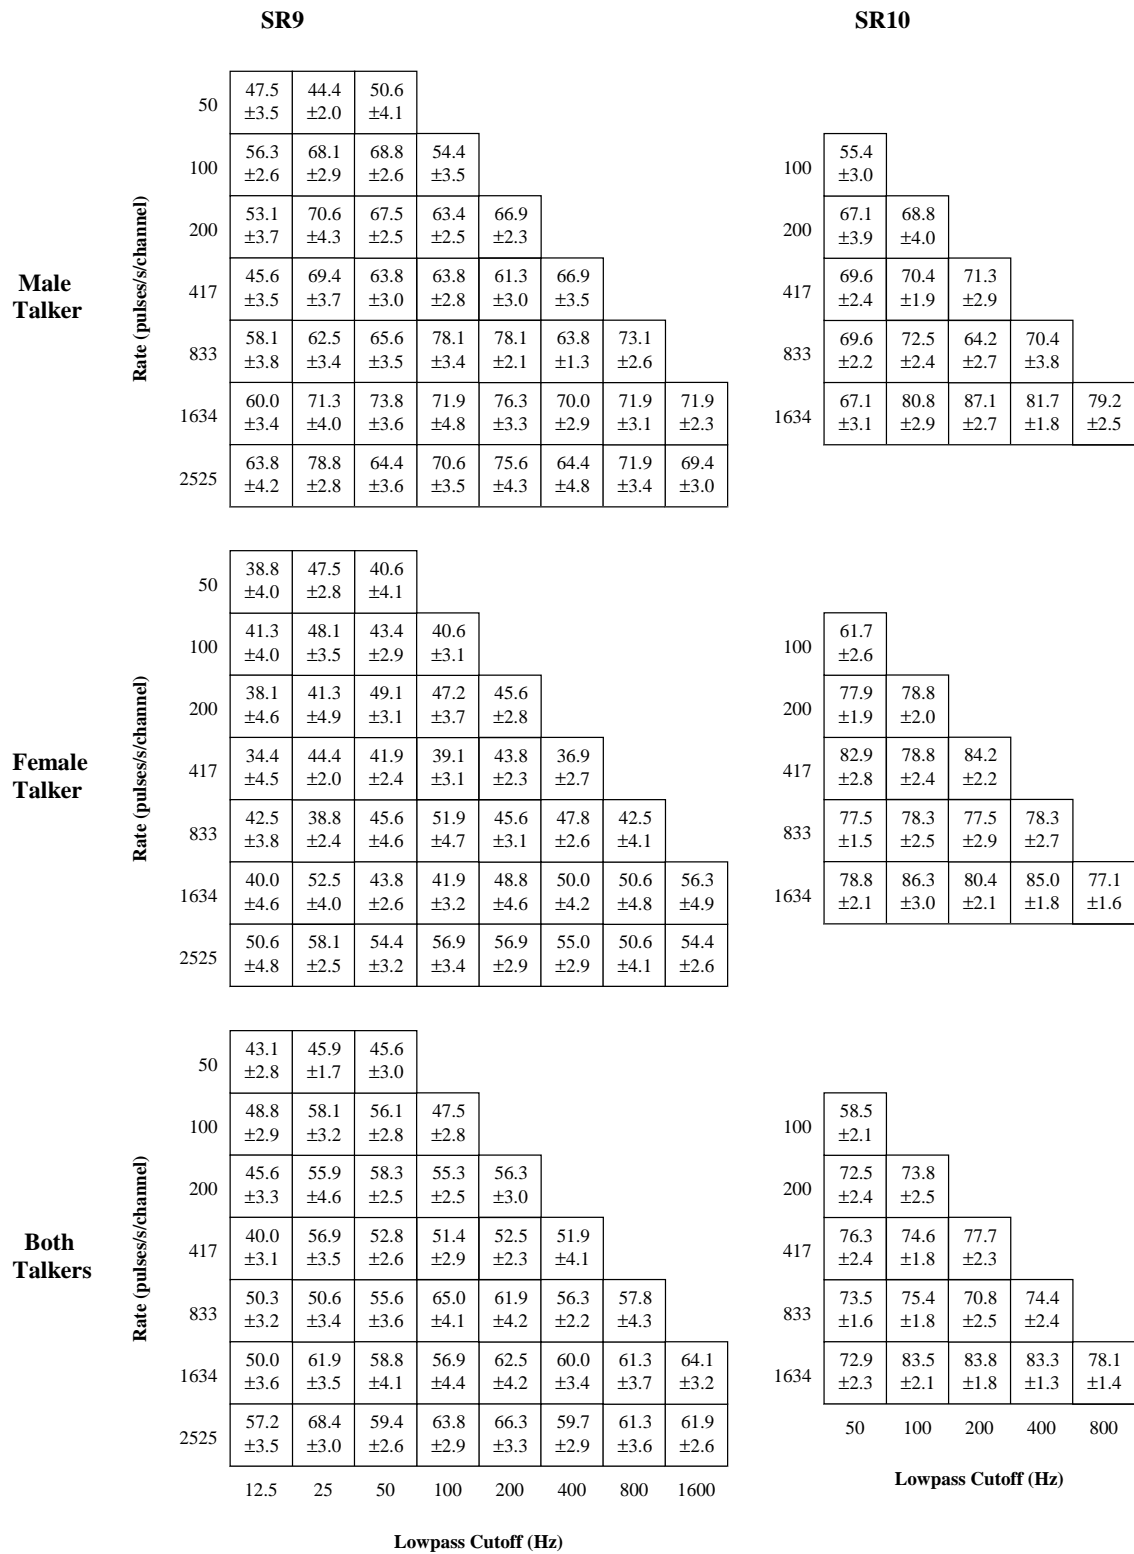 SR9 SR10
50 47.5 44.4 50.6
±3.5 ±2.0 ±4.1
100 56.3 68.1 68.8 54.4 100 55.4
±2.6 ±2.9 ±2.6 ±3.5 ±3.0
200 53.1 70.6 67.5 63.4 66.9 200 67.1 68.8
±3.7 ±4.3 ±2.5 ±2.5 ±2.3 ±3.9 ±4.0
Male
Talker
Rate (pulses/s/channel)
417 45.6 69.4 63.8 63.8 61.3 66.9 417 69.6 70.4 71.3
±3.5 ±3.7 ±3.0 ±2.8 ±3.0 ±3.5 ±2.4 ±1.9 ±2.9
833 58.1 62.5 65.6 78.1 78.1 63.8 73.1 833 69.6 72.5 64.2 70.4
±3.8 ±3.4 ±3.5 ±3.4 ±2.1 ±1.3 ±2.6 ±2.2 ±2.4 ±2.7 ±3.8
1634 60.0 71.3 73.8 71.9 76.3 70.0 71.9 71.9 1634 67.1 80.8 87.1 81.7 79.2
±3.4 ±4.0 ±3.6 ±4.8 ±3.3 ±2.9 ±3.1 ±2.3 ±3.1 ±2.9 ±2.7 ±1.8 ±2.5
2525 63.8 78.8 64.4 70.6 75.6 64.4 71.9 69.4
±4.2 ±2.8 ±3.6 ±3.5 ±4.3 ±4.8 ±3.4 ±3.0
50 38.8 47.5 40.6
±4.0 ±2.8 ±4.1
100 41.3 48.1 43.4 40.6 100 61.7
±4.0 ±3.5 ±2.9 ±3.1 ±2.6
200 38.1 41.3 49.1 47.2 45.6 200 77.9 78.8
±4.6 ±4.9 ±3.1 ±3.7 ±2.8 ±1.9 ±2.0
Female
Talker
Rate (pulses/s/channel)
417 34.4 44.4 41.9 39.1 43.8 36.9 417 82.9 78.8 84.2
±4.5 ±2.0 ±2.4 ±3.1 ±2.3 ±2.7 ±2.8 ±2.4 ±2.2
833 42.5 38.8 45.6 51.9 45.6 47.8 42.5 833 77.5 78.3 77.5 78.3
±3.8 ±2.4 ±4.6 ±4.7 ±3.1 ±2.6 ±4.1 ±1.5 ±2.5 ±2.9 ±2.7
1634 40.0 52.5 43.8 41.9 48.8 50.0 50.6 56.3 1634 78.8 86.3 80.4 85.0 77.1
±4.6 ±4.0 ±2.6 ±3.2 ±4.6 ±4.2 ±4.8 ±4.9 ±2.1 ±3.0 ±2.1 ±1.8 ±1.6
2525 50.6 58.1 54.4 56.9 56.9 55.0 50.6 54.4
±4.8 ±2.5 ±3.2 ±3.4 ±2.9 ±2.9 ±4.1 ±2.6
50 43.1 45.9 45.6
±2.8 ±1.7 ±3.0
100 48.8 58.1 56.1 47.5 100 58.5
±2.9 ±3.2 ±2.8 ±2.8 ±2.1
200 45.6 55.9 58.3 55.3 56.3 200 72.5 73.8
±3.3 ±4.6 ±2.5 ±2.5 ±3.0 ±2.4 ±2.5
Both
Talkers
Rate (pulses/s/channel)
417 40.0 56.9 52.8 51.4 52.5 51.9 417 76.3 74.6 77.7
±3.1 ±3.5 ±2.6 ±2.9 ±2.3 ±4.1 ±2.4 ±1.8 ±2.3
833 50.3 50.6 55.6 65.0 61.9 56.3 57.8 833 73.5 75.4 70.8 74.4
±3.2 ±3.4 ±3.6 ±4.1 ±4.2 ±2.2 ±4.3 ±1.6 ±1.8 ±2.5 ±2.4
1634 50.0 61.9 58.8 56.9 62.5 60.0 61.3 64.1 1634 72.9 83.5 83.8 83.3 78.1
±3.6 ±3.5 ±4.1 ±4.4 ±4.2 ±3.4 ±3.7 ±3.2 ±2.3 ±2.1 ±1.8 ±1.3 ±1.4
2525 57.2 68.4 59.4 63.8 66.3 59.7 61.3 61.9
±3.5 ±3.0 ±2.6 ±2.9 ±3.3 ±2.9 ±3.6 ±2.6
50 100 200 400 800
12.5 25 50 100 200 400 800 1600
Lowpass Cutoff (Hz)
Lowpass Cutoff (Hz)